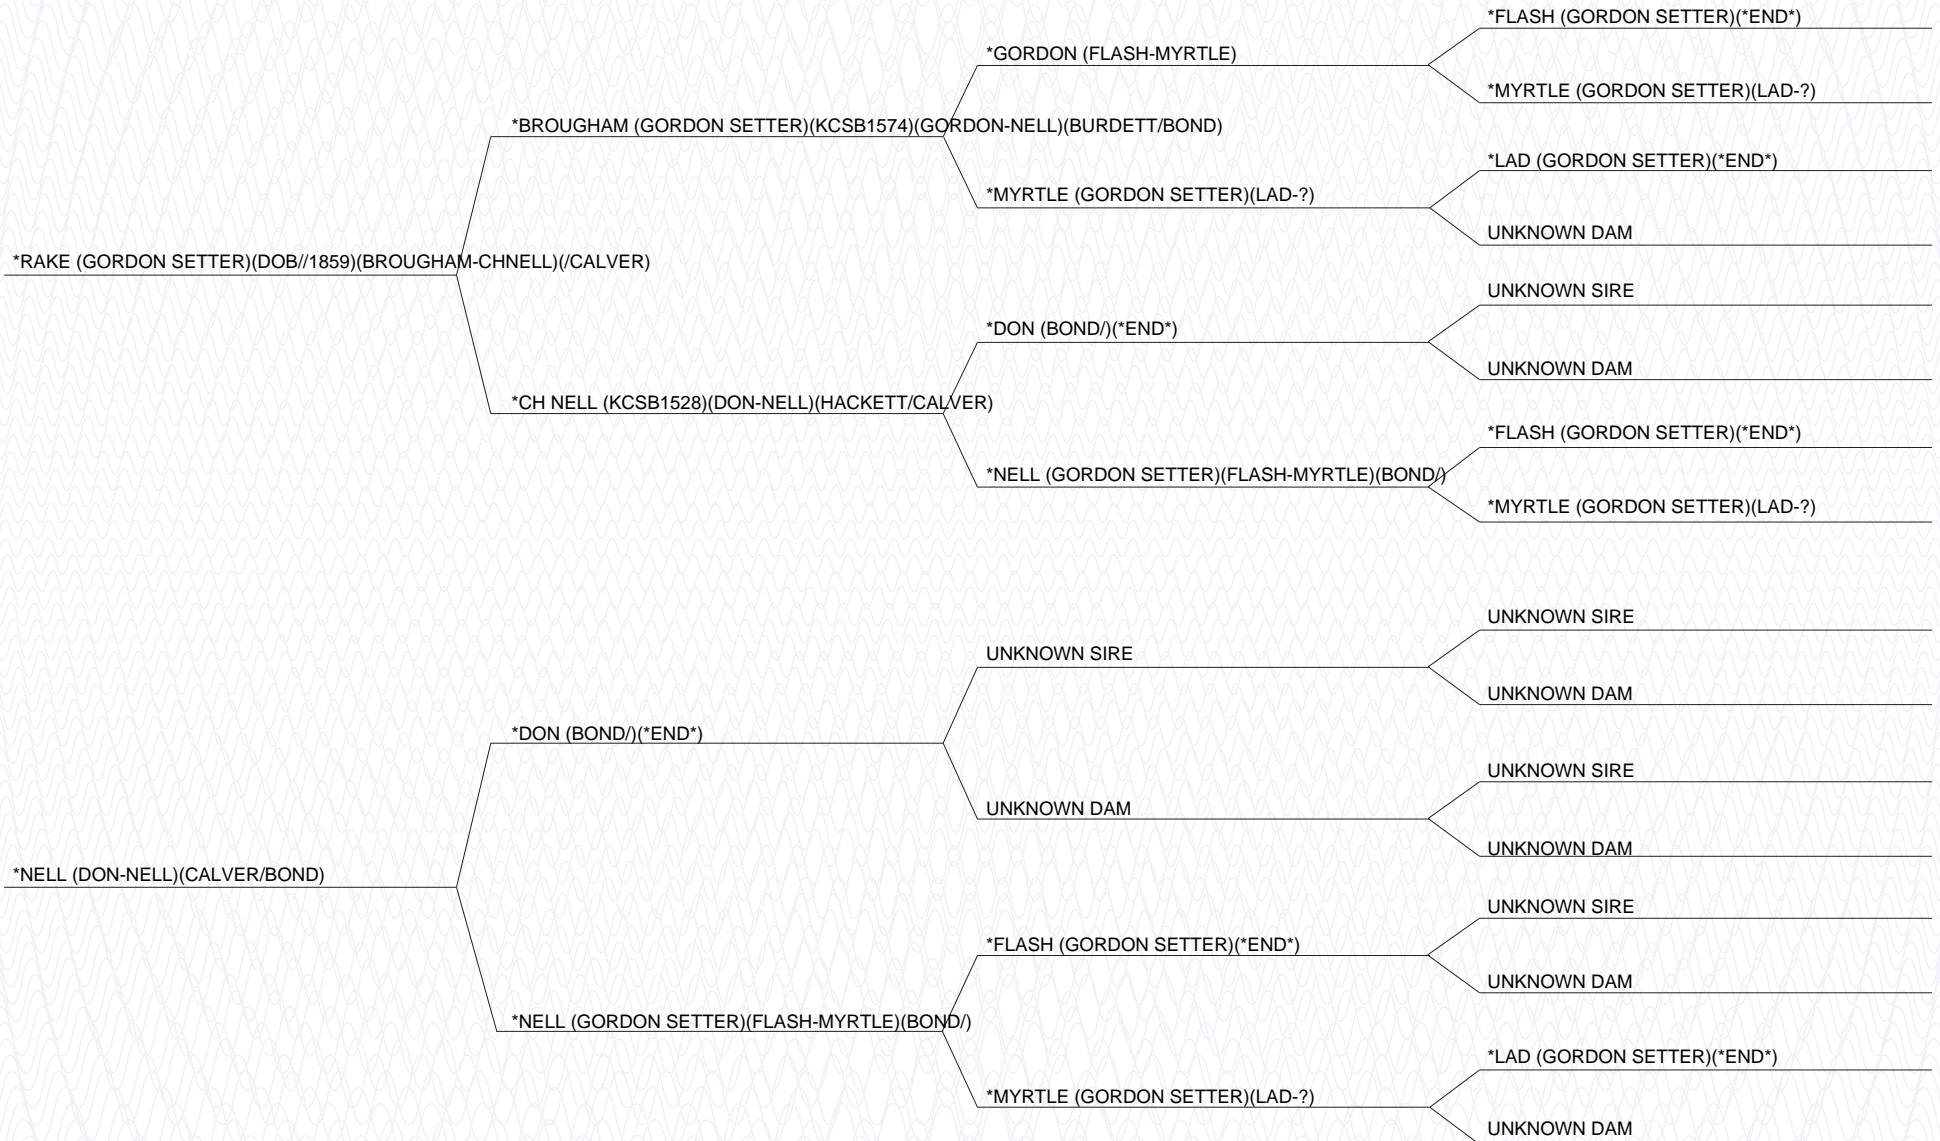 *FLASH (GORDON SETTER)(*END*)
*GORDON (FLASH-MYRTLE)
*MYRTLE (GORDON SETTER)(LAD-?)
*BROUGHAM (GORDON SETTER)(KCSB1574)(GORDON-NELL)(BURDETT/BOND)
*LAD (GORDON SETTER)(*END*)
*MYRTLE (GORDON SETTER)(LAD-?)
UNKNOWN DAM
*RAKE (GORDON SETTER)(DOB//1859)(BROUGHAM-CHNELL)(/CALVER)
UNKNOWN SIRE
*DON (BOND/)(*END*)
UNKNOWN DAM
*CH NELL (KCSB1528)(DON-NELL)(HACKETT/CALVER)
*FLASH (GORDON SETTER)(*END*)
*NELL (GORDON SETTER)(FLASH-MYRTLE)(BOND/)
*MYRTLE (GORDON SETTER)(LAD-?)
UNKNOWN SIRE
UNKNOWN SIRE
UNKNOWN DAM
*DON (BOND/)(*END*)
UNKNOWN SIRE
UNKNOWN DAM
UNKNOWN DAM
*NELL (DON-NELL)(CALVER/BOND)
UNKNOWN SIRE
*FLASH (GORDON SETTER)(*END*)
UNKNOWN DAM
*NELL (GORDON SETTER)(FLASH-MYRTLE)(BOND/)
*LAD (GORDON SETTER)(*END*)
*MYRTLE (GORDON SETTER)(LAD-?)
UNKNOWN DAM